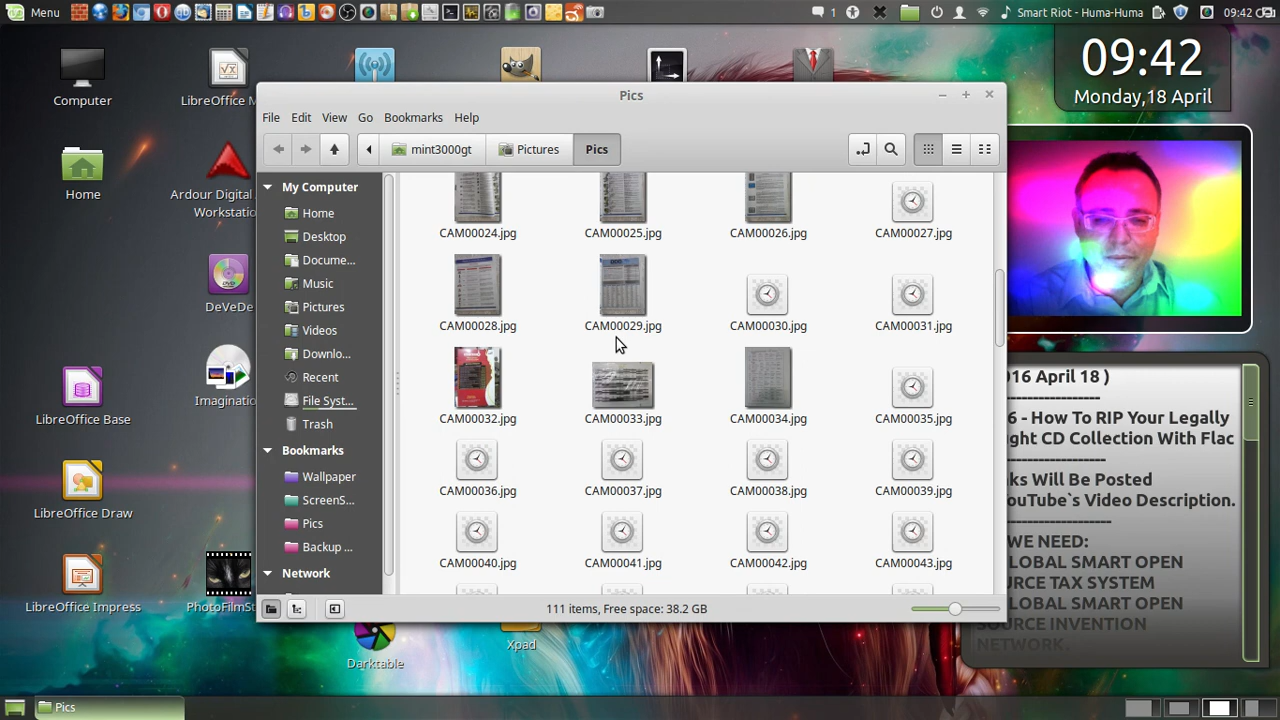 Menu
1
Smart Riot - Huma-Huma
09:42
09:42
Monday,18 April
Computer
LibreOffice M
Home
Ardour Digital
Workstatio
DeVeDe
LibreOffice Base
Imaginatio
LibreOffice Draw
LibreOffice Impress
PhotoFilmSt
Darktable
Xpad
Pics
File Edit View Go Bookmarks Help
mint3000gt Pictures Pics
My Computer
Home
Desktop
Docume...
Music
Pictures
Videos
Downlo...
Recent
File Syst...
Trash
Bookmarks
Wallpaper
ScreenS...
Pics
Backup ...
Network
CAM00024.jpg CAM00025.jpg CAM00026.jpg CAM00027.jpg
CAM00028.jpg CAM00029.jpg CAM00030.jpg CAM00031.jpg
CAM00032.jpg CAM00033.jpg CAM00034.jpg CAM00035.jpg
CAM00036.jpg CAM00037.jpg CAM00038.jpg CAM00039.jpg
CAM00040.jpg CAM00041.jpg CAM00042.jpg CAM00043.jpg
111 items, Free space: 38.2 GB
016 April 18 )
-----------------
6 - How To RIP Your Legally
ght CD Collection With Flac
------------------
ks Will Be Posted
ouTube`s Video Description.
-------------------
WE NEED:
GLOBAL SMART OPEN
URCE TAX SYSTEM
GLOBAL SMART OPEN
SOURCE INVENTION
NETWORK.
Pics